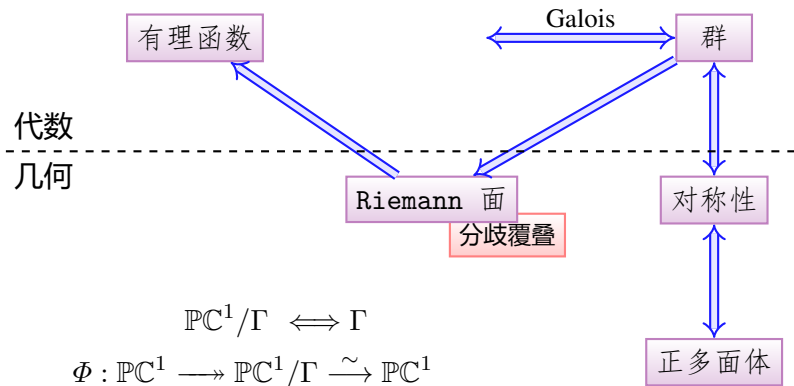 Galois
有理函数
群
代数
几何
Riemann 面
对称性
分歧覆叠
ℙℂ¹/Γ ⟺ Γ
正多面体
Φ : ℙℂ¹ ↠ ℙℂ¹/Γ ⥲ ℙℂ¹